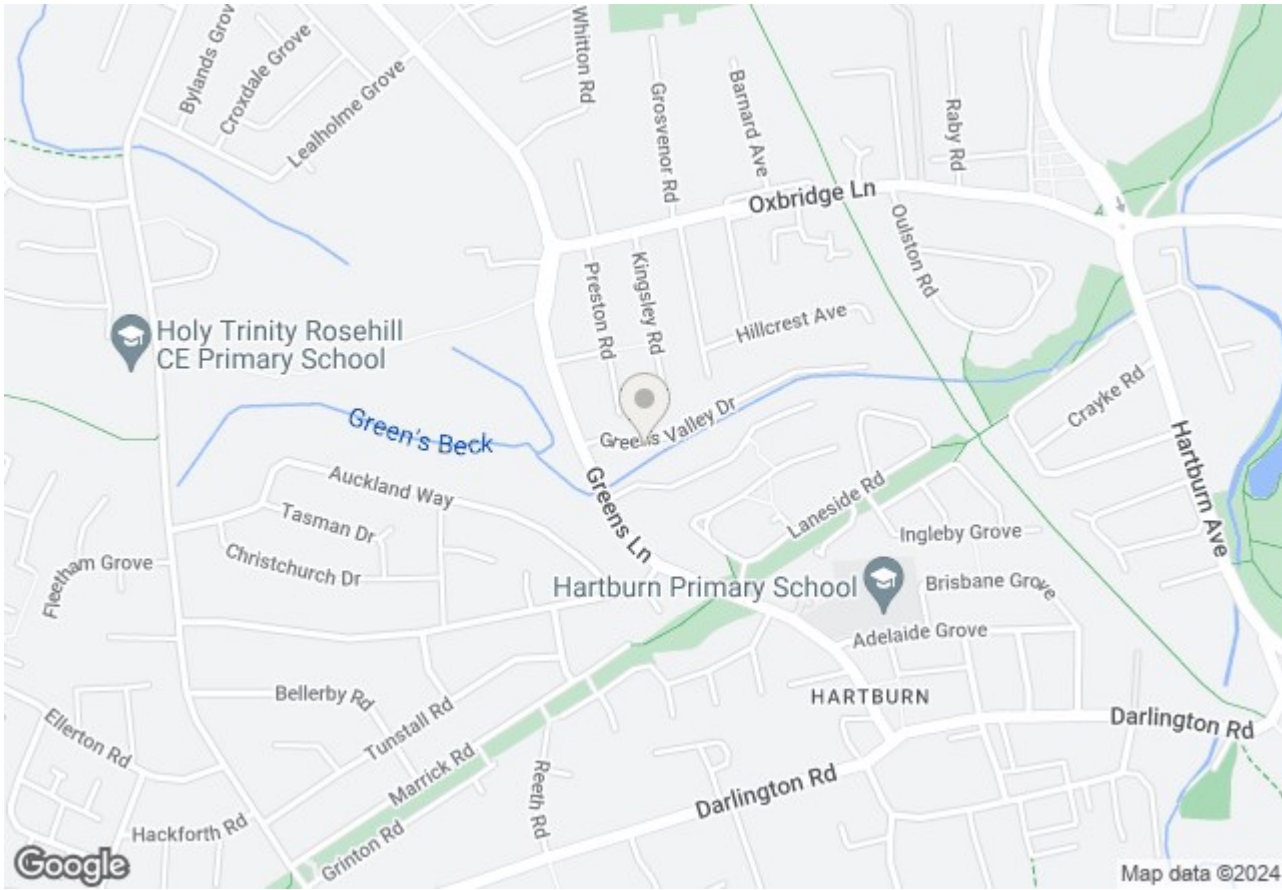 Bylands Grov
Croxdale Grove
Lealholme Grove
Whitton Rd
Grosvenor Rd
Barnard Ave
Raby Rd
Oxbridge Ln
Oulston Rd
Preston Rd
Kingsley Rd
Hillcrest Ave
Holy Trinity Rosehill
CE Primary School
Greens Valley Dr
Crayke Rd
Hartburn Ave
Green's Beck
Auckland Way
Greens Ln
Laneside Rd
Tasman Dr
Christchurch Dr
Fleetham Grove
Ingleby Grove
Hartburn Primary School
Brisbane Grove
Adelaide Grove
HARTBURN
Bellerby Rd
Ellerton Rd
Tunstall Rd
Marrick Rd
Reeth Rd
Darlington Rd
Darlington Rd
Hackforth Rd
Grinton Rd
Google
Map data ©2024